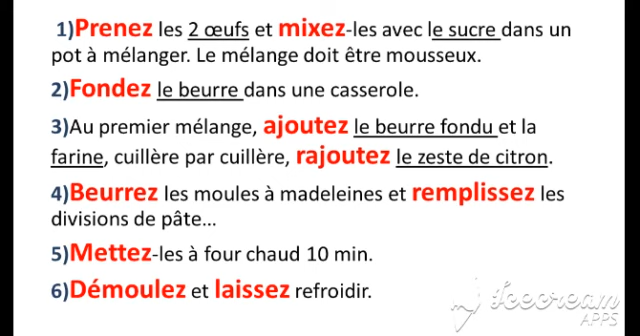 1)Prenez les 2 œufs et mixez-les avec le sucre dans un
pot à mélanger. Le mélange doit être mousseux.
2)Fondez le beurre dans une casserole.
3)Au premier mélange, ajoutez le beurre fondu et la
farine, cuillère par cuillère, rajoutez le zeste de citron.
4)Beurrez les moules à madeleines et remplissez les
divisions de pâte...
5)Mettez-les à four chaud 10 min.
6)Démoulez et laissez refroidir.
Icecream
APPS